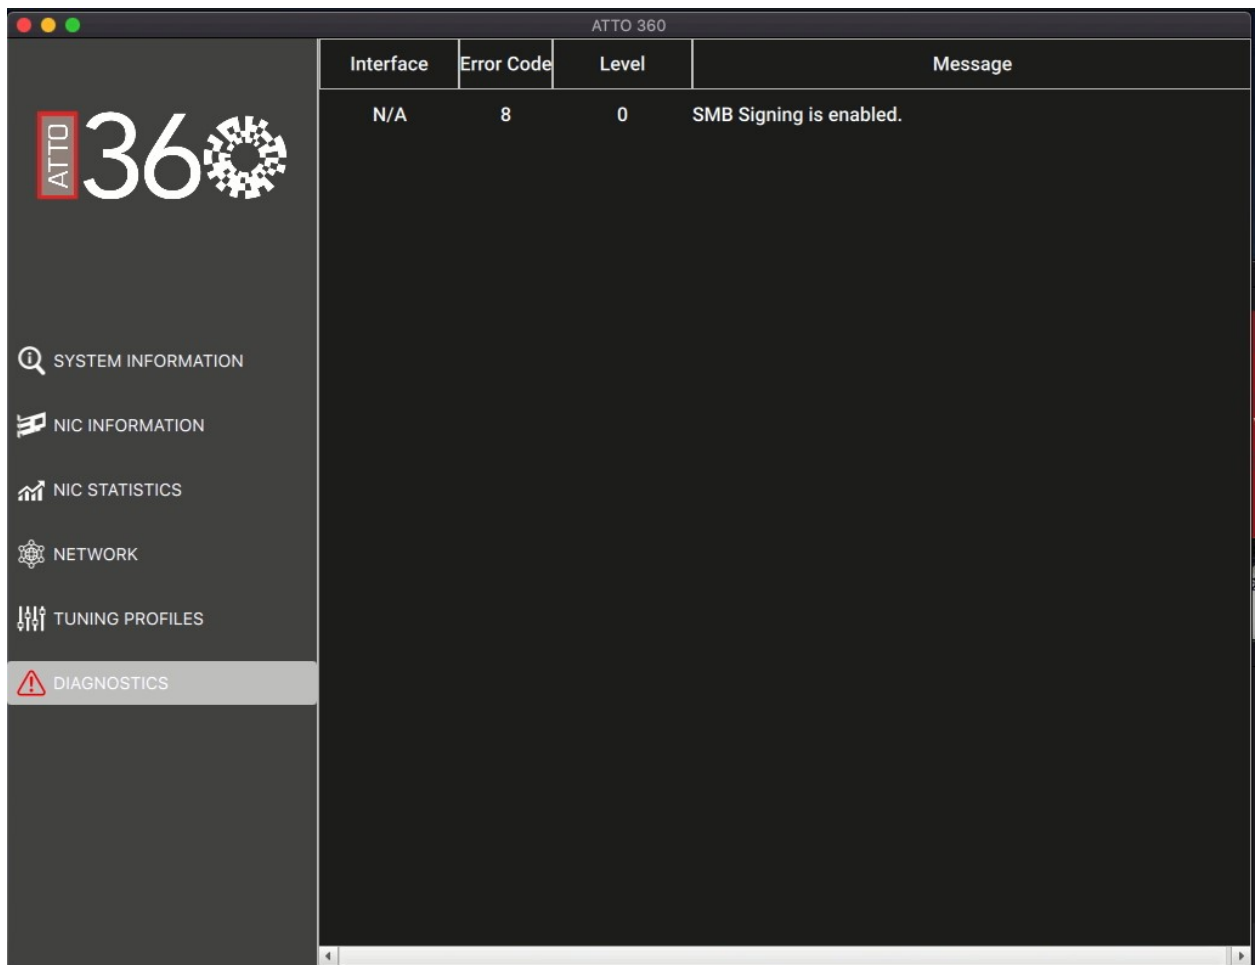 ATTO 360
Interface Error Code Level Message
N/A 8 0 SMB Signing is enabled.
ATTO 360
SYSTEM INFORMATION
NIC INFORMATION
NIC STATISTICS
NETWORK
TUNING PROFILES
DIAGNOSTICS